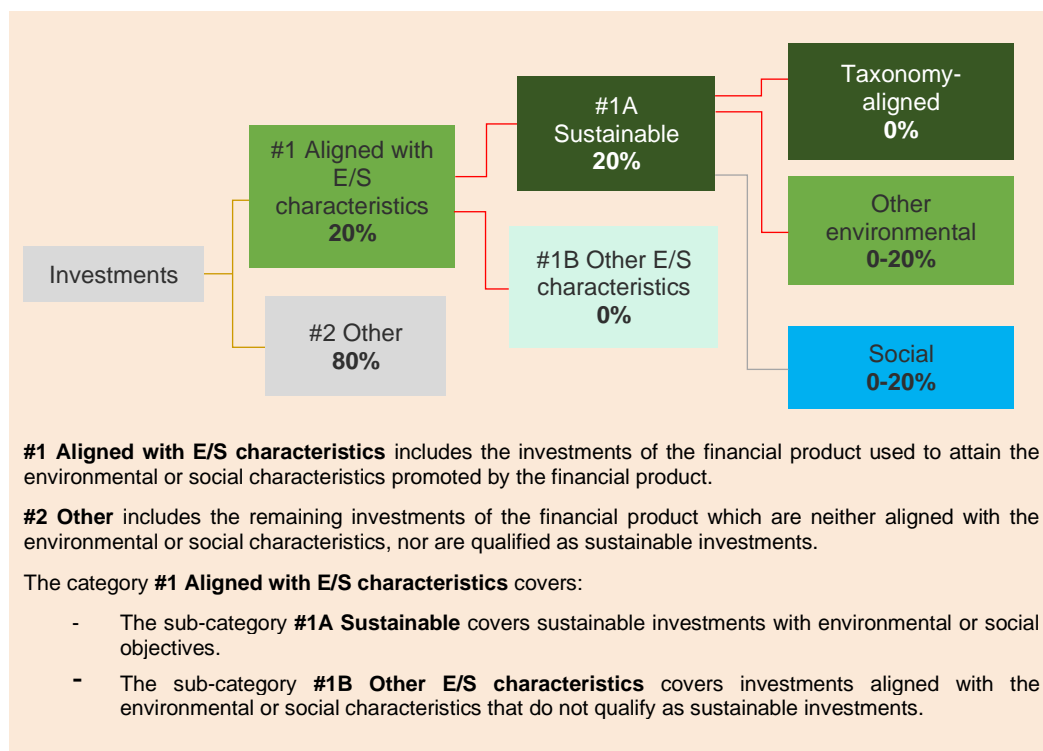 Investments
#1 Aligned with
E/S
characteristics
20%
#2 Other
80%
#1A
Sustainable
20%
#1B Other E/S
characteristics
0%
Taxonomy-
aligned
0%
Other
environmental
0-20%
Social
0-20%
#1 Aligned with E/S characteristics includes the investments of the financial product used to attain the
environmental or social characteristics promoted by the financial product.
#2 Other includes the remaining investments of the financial product which are neither aligned with the
environmental or social characteristics, nor are qualified as sustainable investments.
The category #1 Aligned with E/S characteristics covers:
- The sub-category #1A Sustainable covers sustainable investments with environmental or social
objectives.
- The sub-category #1B Other E/S characteristics covers investments aligned with the
environmental or social characteristics that do not qualify as sustainable investments.